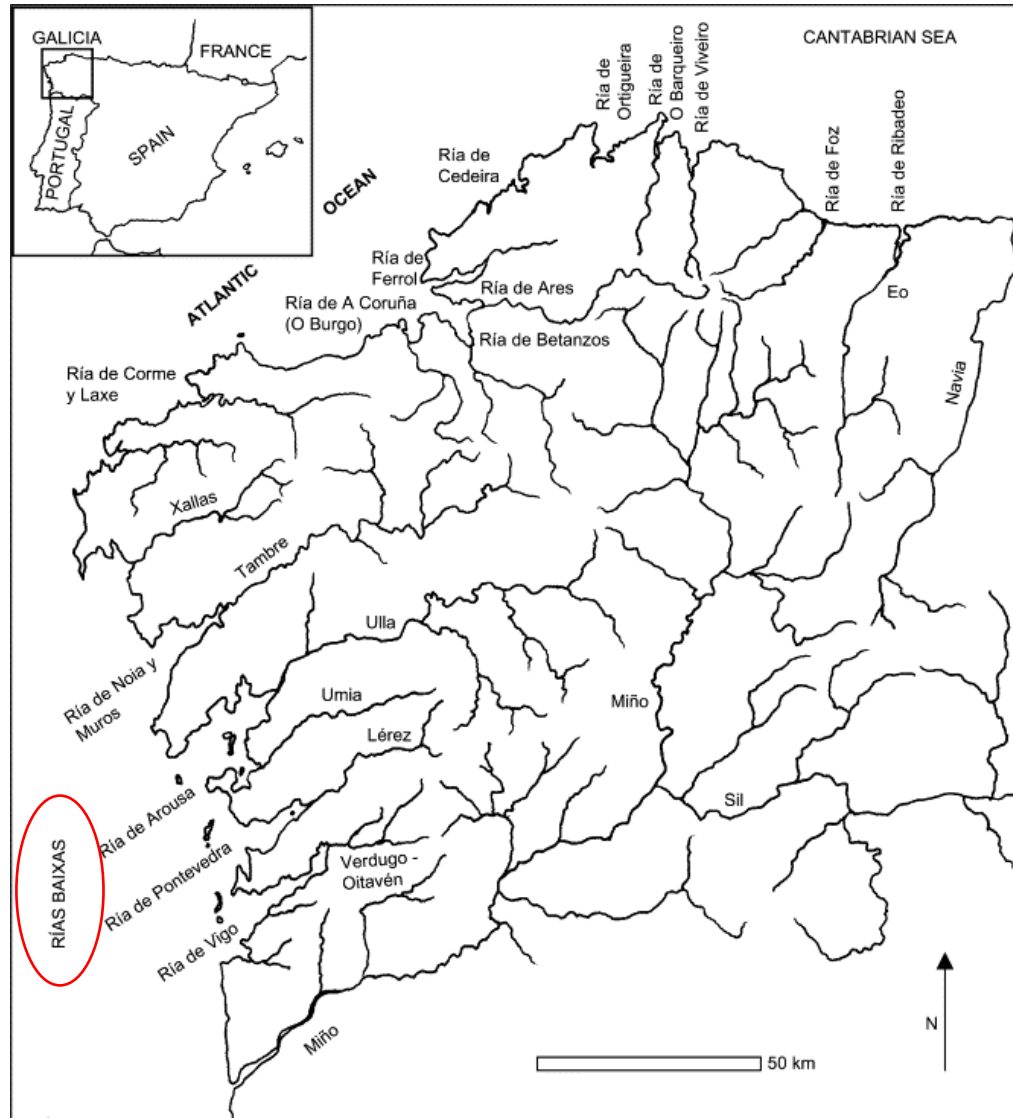 GALICIA
FRANCE
PORTUGAL
SPAIN
CANTABRIAN SEA
Ría de
Ortigueira
Ría de
O Barqueiro
Ría de Viveiro
Ría de Foz
Ría de Ribadeo
Ría de
Cedeira
OCEAN
ATLANTIC
Ría de
Ferrol
Ría de Ares
Ría de A Coruña
(O Burgo)
Ría de Betanzos
Eo
Navia
Ría de Corme
y Laxe
Xallas
Tambre
Ulla
Ría de Noia y
Muros
Umia
Miño
Lérez
Sil
Ría de Arousa
RÍAS BAIXAS
Ría de Pontevedra
Verdugo -
Oitavén
Ría de Vigo
Miño
N
50 km